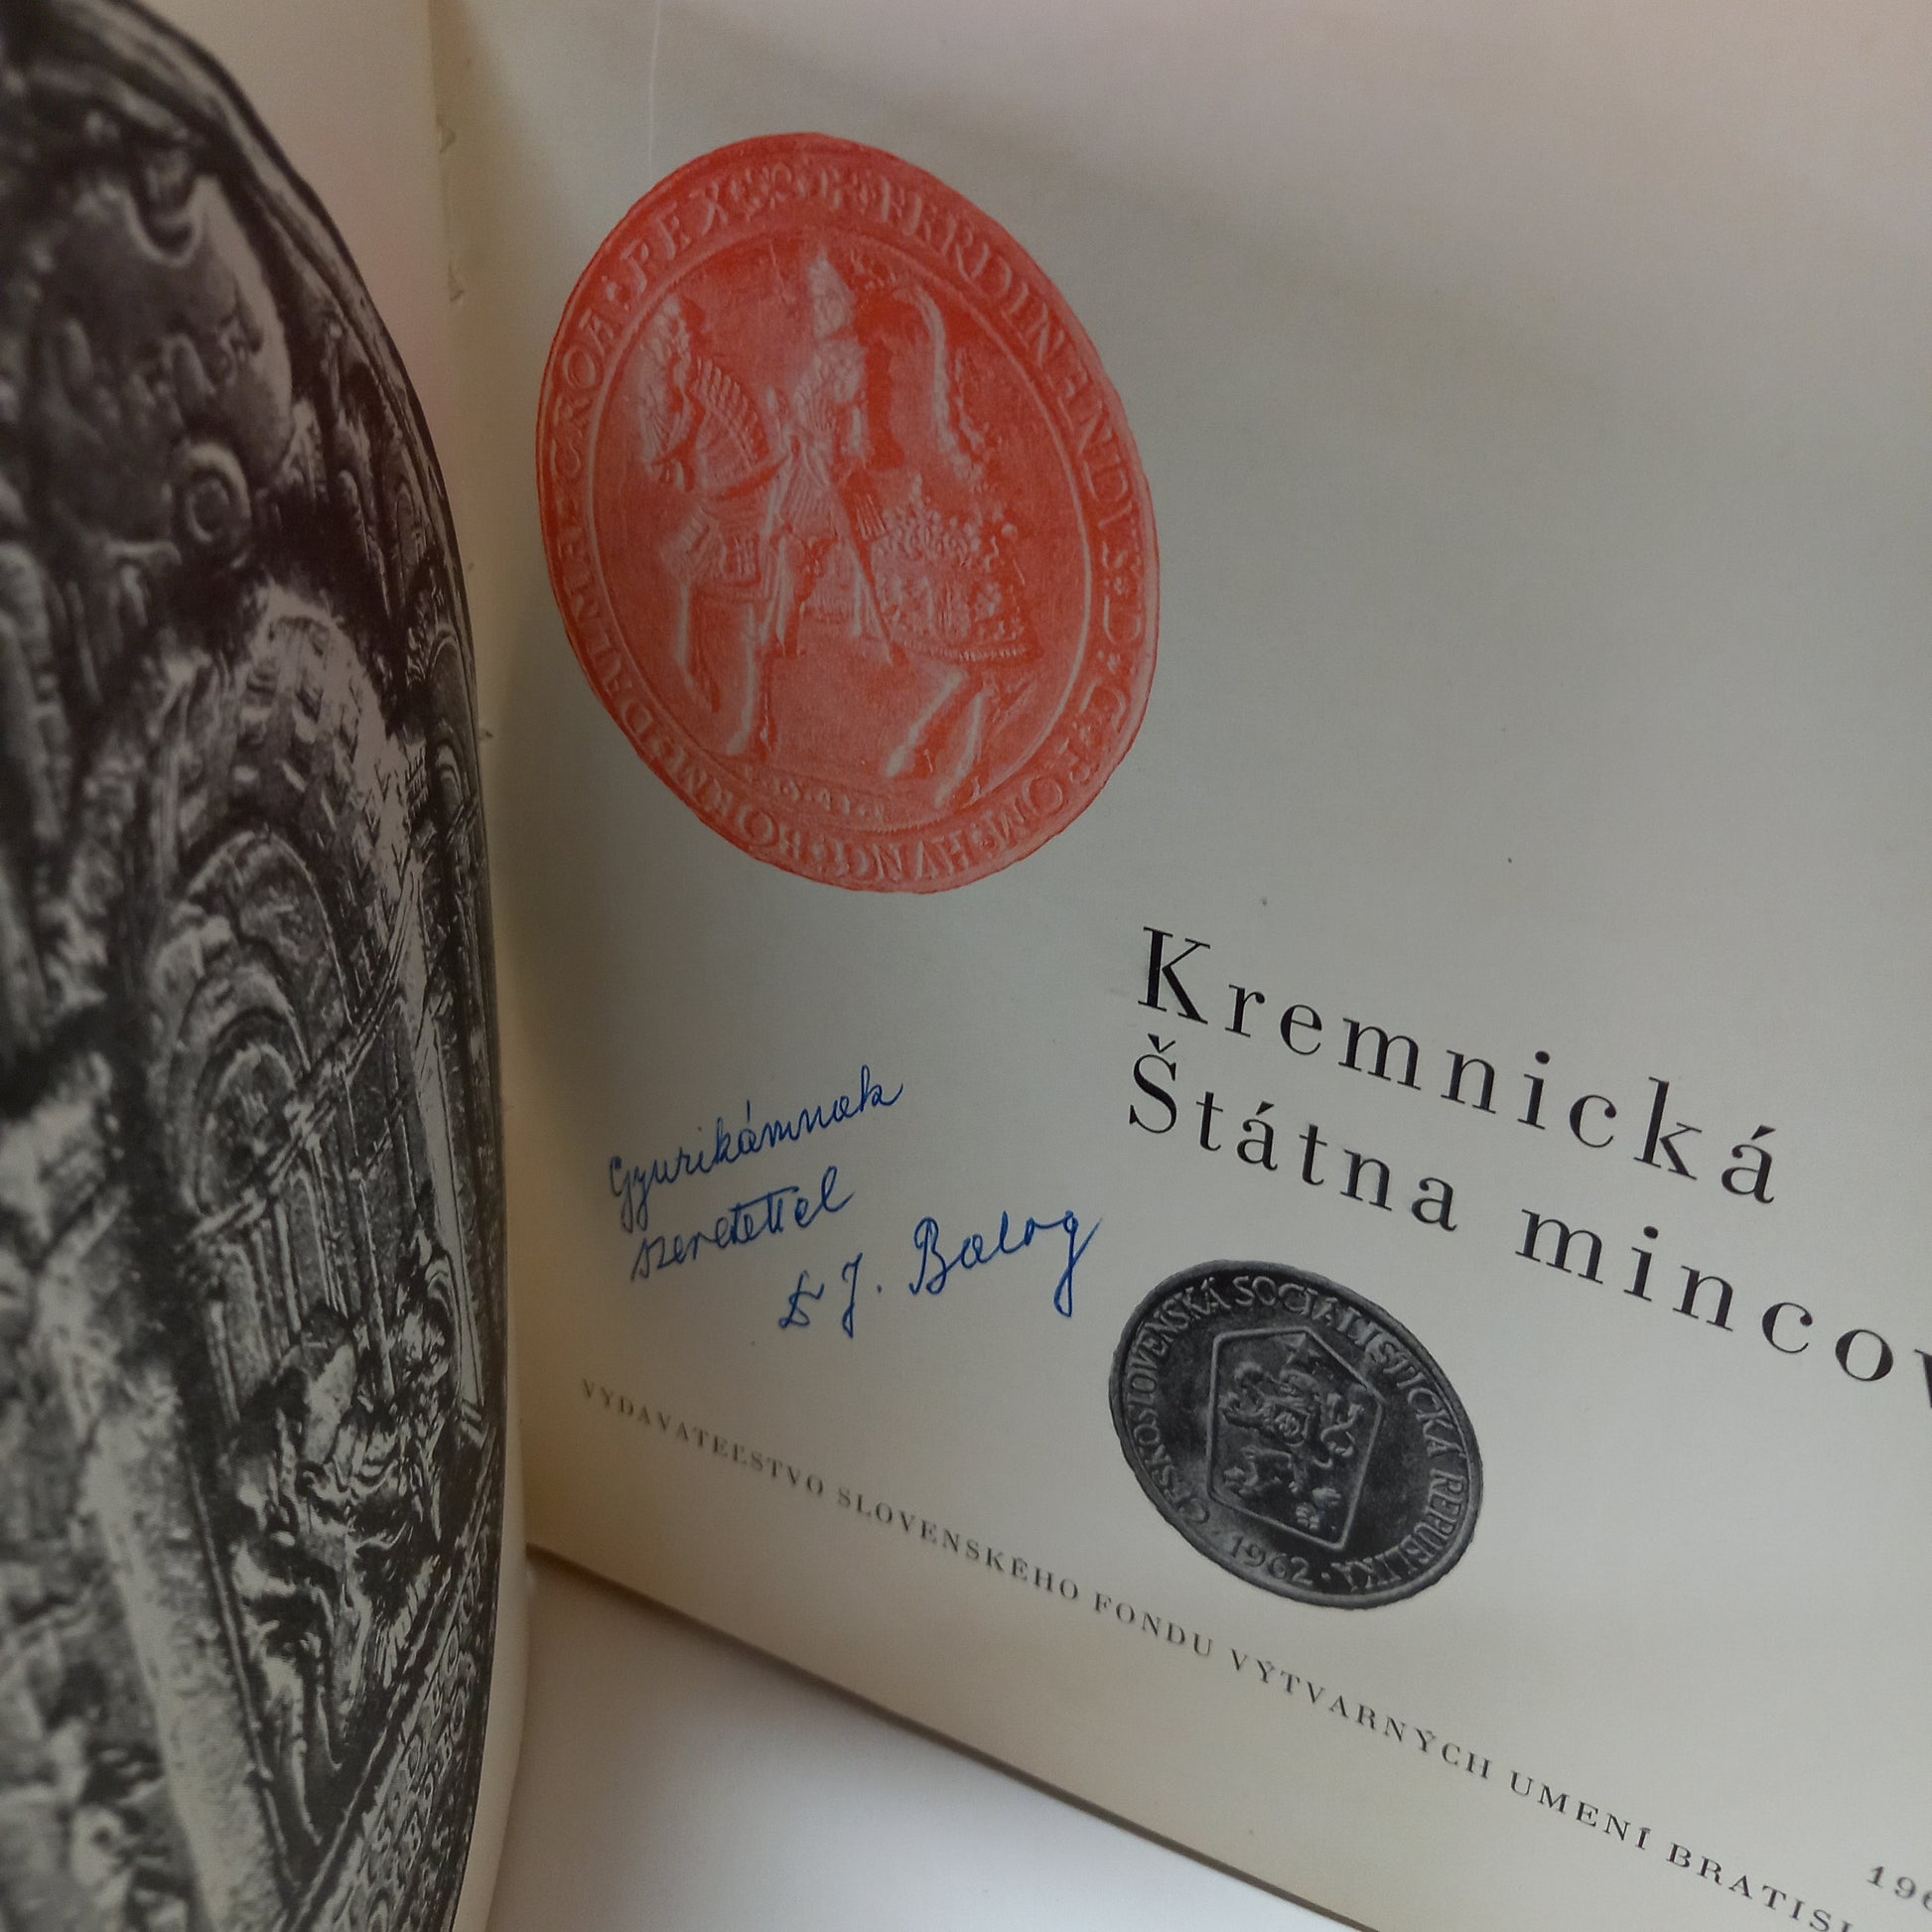 FERDINANDVS : D : G : ROM : HVNG : BOEM : DALM E CROA : REX
Kremnická
Štátna mincov
Gyurikámnak
szeretettel
Dr J. Balog
ČESKOSLOVENSKÁ SOCIALISTICKÁ REPUBLIKA
· 1962 ·
VYDAVATEĽSTVO SLOVENSKÉHO FONDU VÝTVARNÝCH UMENÍ BRATISL
196